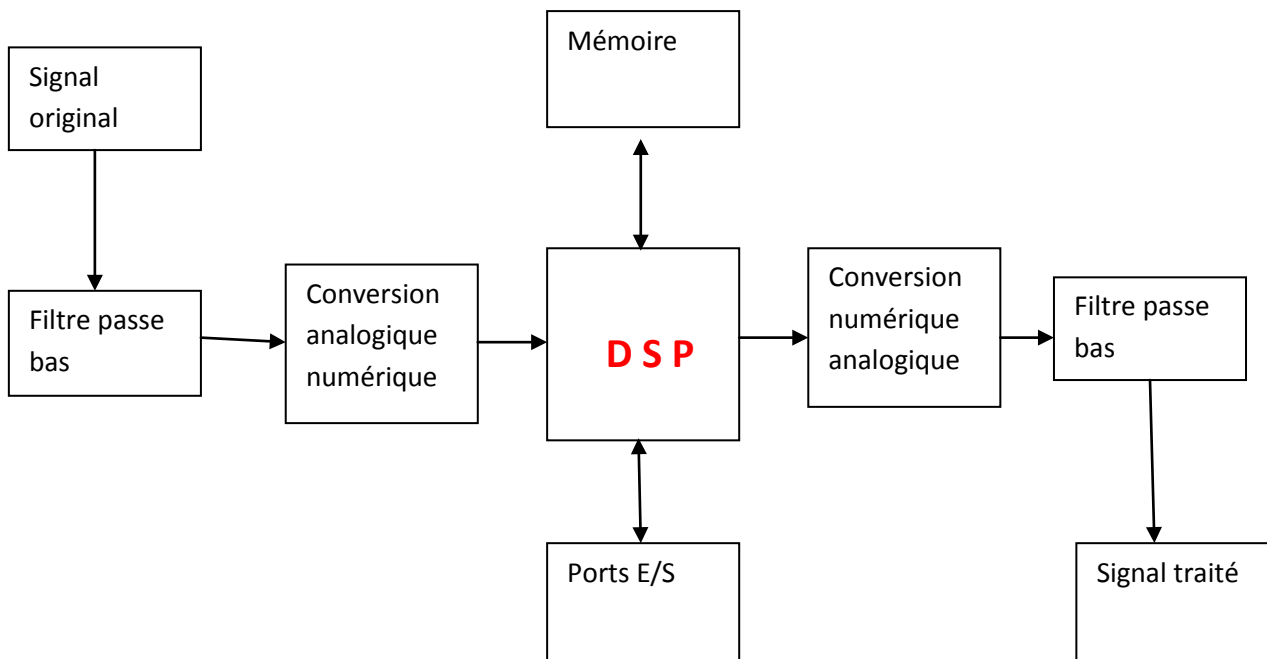 Signal
original
Filtre passe
bas
Conversion
analogique
numérique
Mémoire
D S P
Ports E/S
Conversion
numérique
analogique
Filtre passe
bas
Signal traité